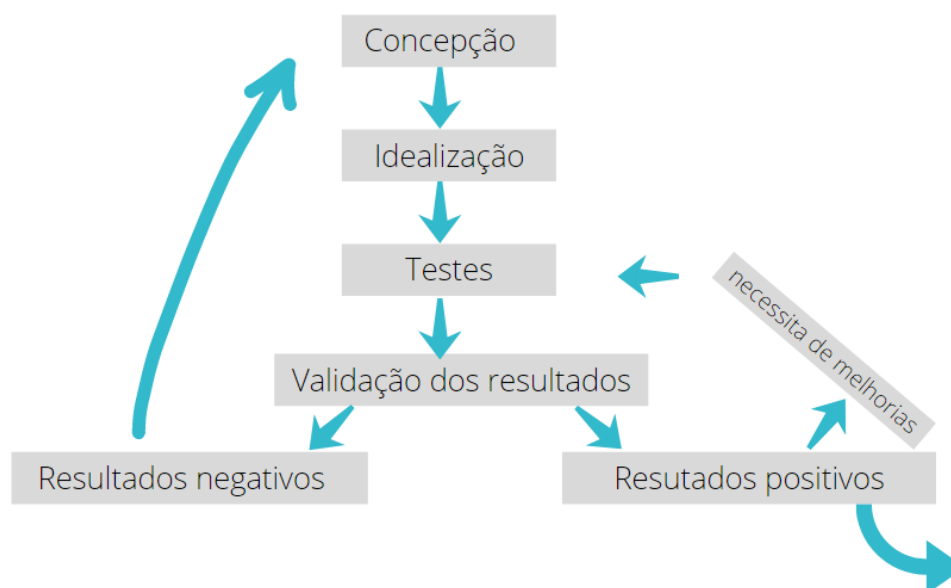 Concepção
Idealização
Testes
necessita de melhorias
Validação dos resultados
Resultados negativos
Resutados positivos